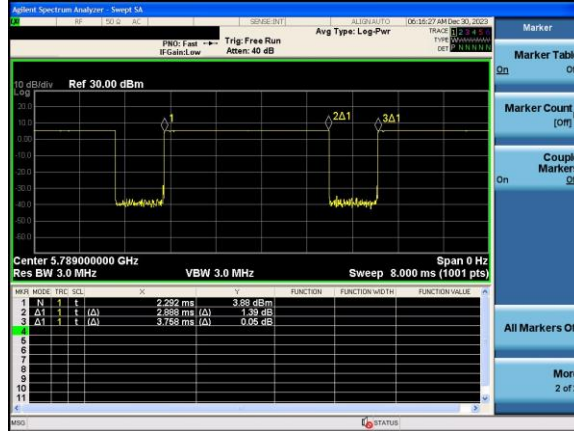 Agilent Spectrum Analyzer - Swept SA
RF 50 Ω AC SENSE:INT ALIGN AUTO 06:16:27 AM Dec 30, 2023
Avg Type: Log-Pwr TRACE 1 2 3 4 5 6
PNO: Fast Trig: Free Run TYPE
IFGain:Low Atten: 40 dB DET P N N N N N
10 dB/div Ref 30.00 dBm
Log
20.0
10.0
0.00
-10.0
-20.0
-30.0
-40.0
-50.0
-60.0
1
2Δ1
3Δ1
Center 5.789000000 GHz Span 0 Hz
Res BW 3.0 MHz VBW 3.0 MHz Sweep 8.000 ms (1001 pts)
MKR MODE TRC SCL X Y FUNCTION FUNCTION WIDTH FUNCTION VALUE
1 N 1 t 2.292 ms 3.88 dBm
2 Δ1 1 t (Δ) 2.888 ms (Δ) 1.39 dB
3 Δ1 1 t (Δ) 3.758 ms (Δ) 0.05 dB
4
5
6
7
8
9
10
11
MSG STATUS
Marker
Marker Tabl
On O
Marker Count
[Off]
Coupl
Marker
On O
All Markers Of
Mor
2 of